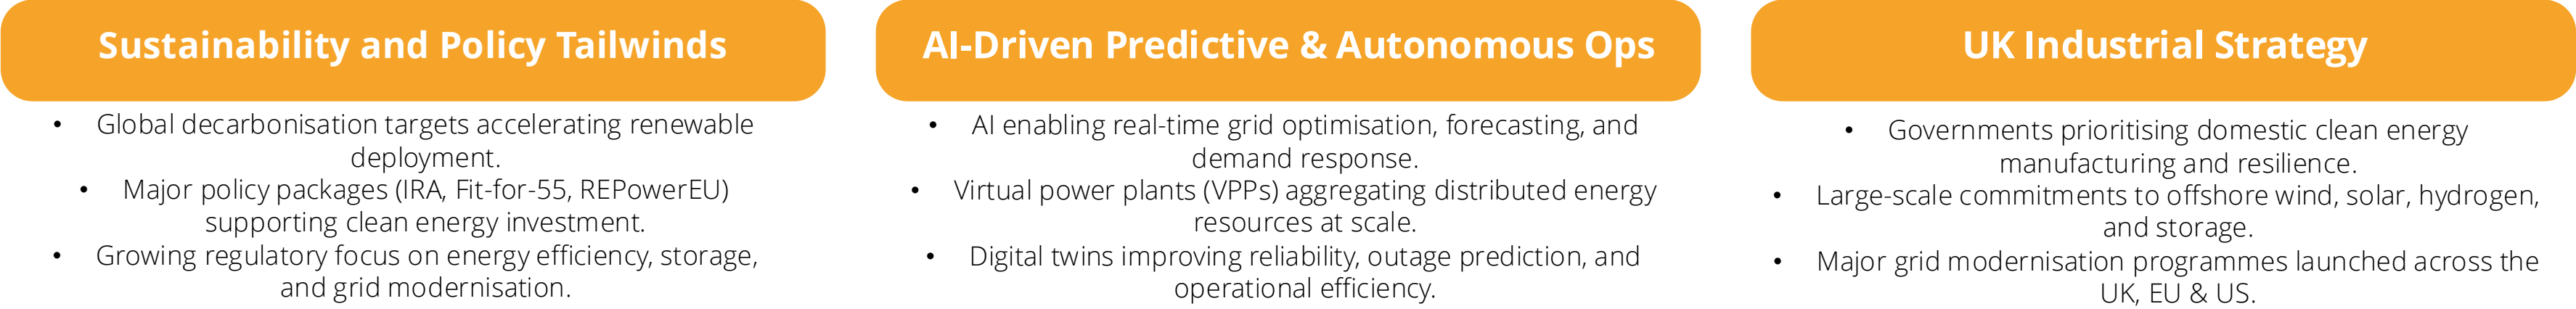 Sustainability and Policy Tailwinds
• Global decarbonisation targets accelerating renewable
deployment.
• Major policy packages (IRA, Fit-for-55, REPowerEU)
supporting clean energy investment.
• Growing regulatory focus on energy efficiency, storage,
and grid modernisation.
AI-Driven Predictive & Autonomous Ops
• AI enabling real-time grid optimisation, forecasting, and
demand response.
• Virtual power plants (VPPs) aggregating distributed energy
resources at scale.
• Digital twins improving reliability, outage prediction, and
operational efficiency.
UK Industrial Strategy
• Governments prioritising domestic clean energy
manufacturing and resilience.
• Large-scale commitments to offshore wind, solar, hydrogen,
and storage.
• Major grid modernisation programmes launched across the
UK, EU & US.